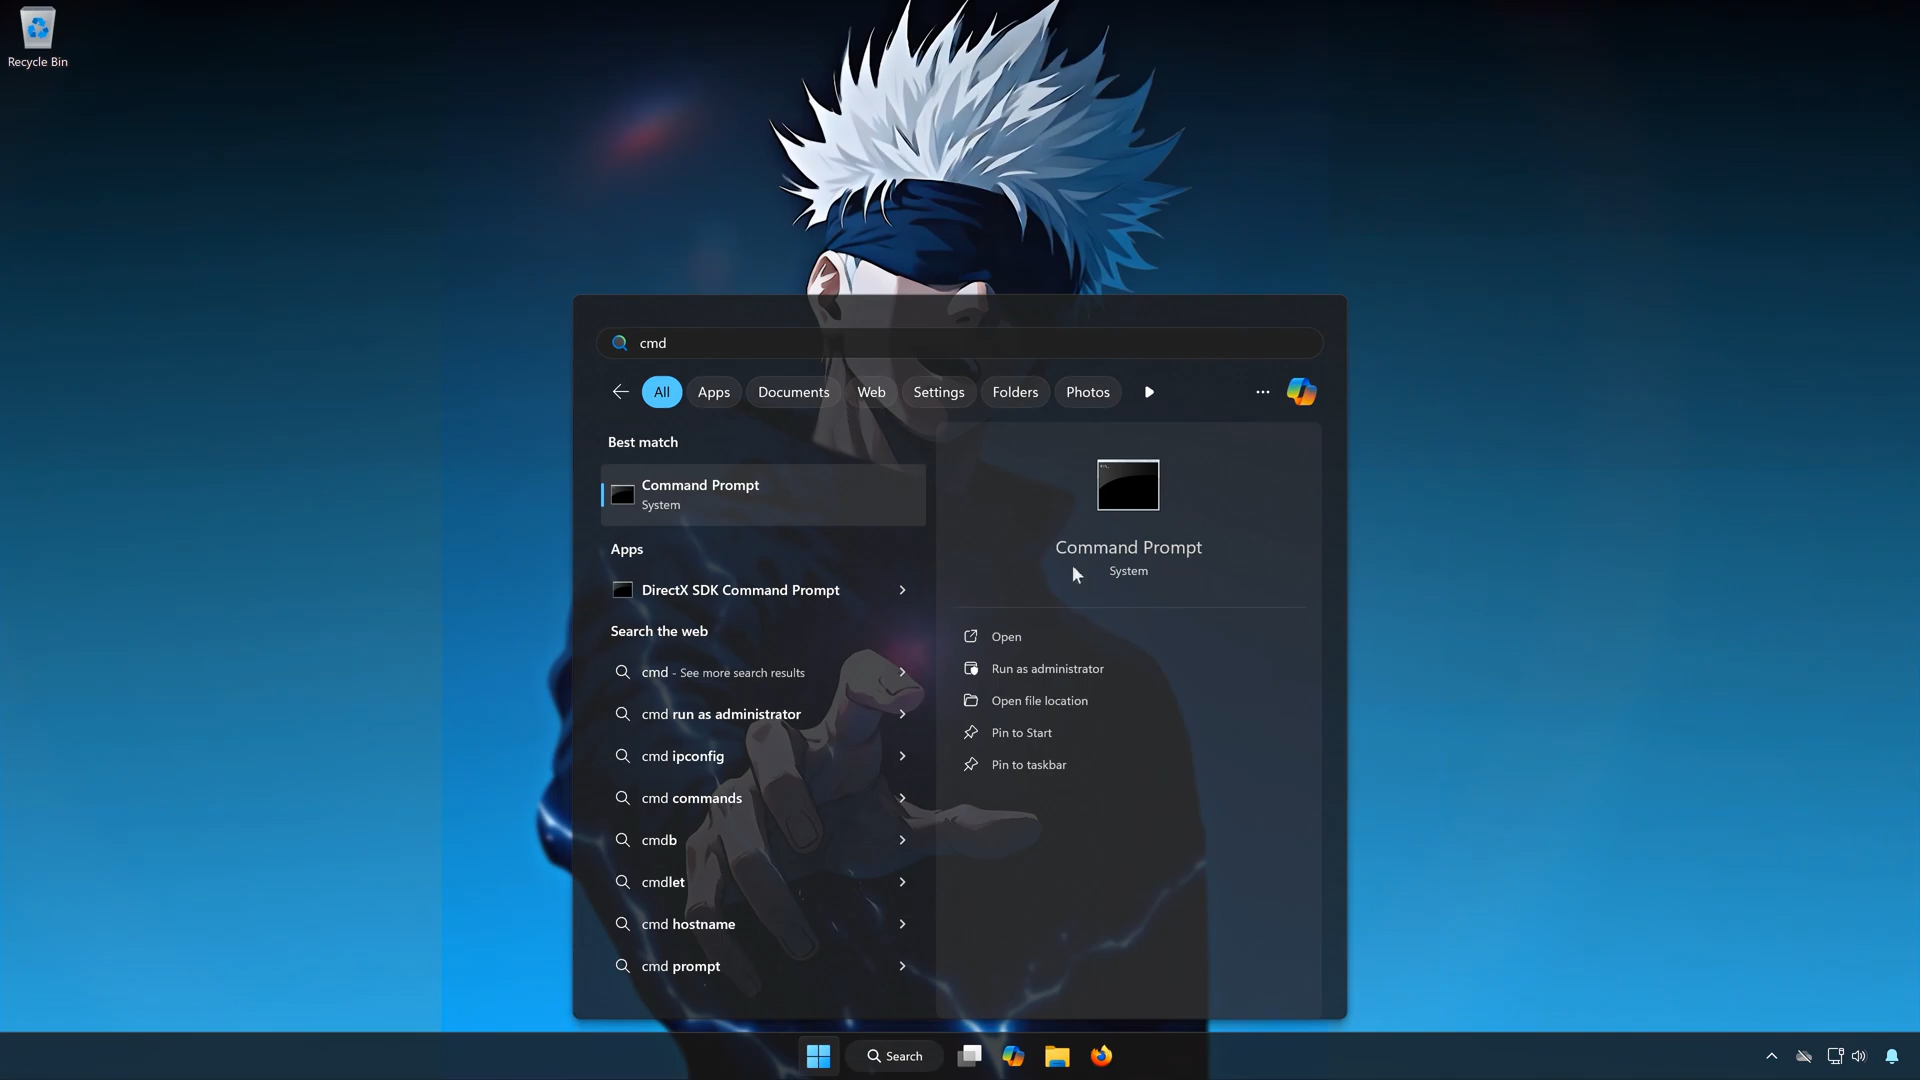 Recycle Bin
cmd
All
Apps
Documents
Web
Settings
Folders
Photos
Best match
Command Prompt
System
Apps
DirectX SDK Command Prompt
Search the web
cmd - See more search results
cmd run as administrator
cmd ipconfig
cmd commands
cmdb
cmdlet
cmd hostname
cmd prompt
Command Prompt
System
Open
Run as administrator
Open file location
Pin to Start
Pin to taskbar
Search